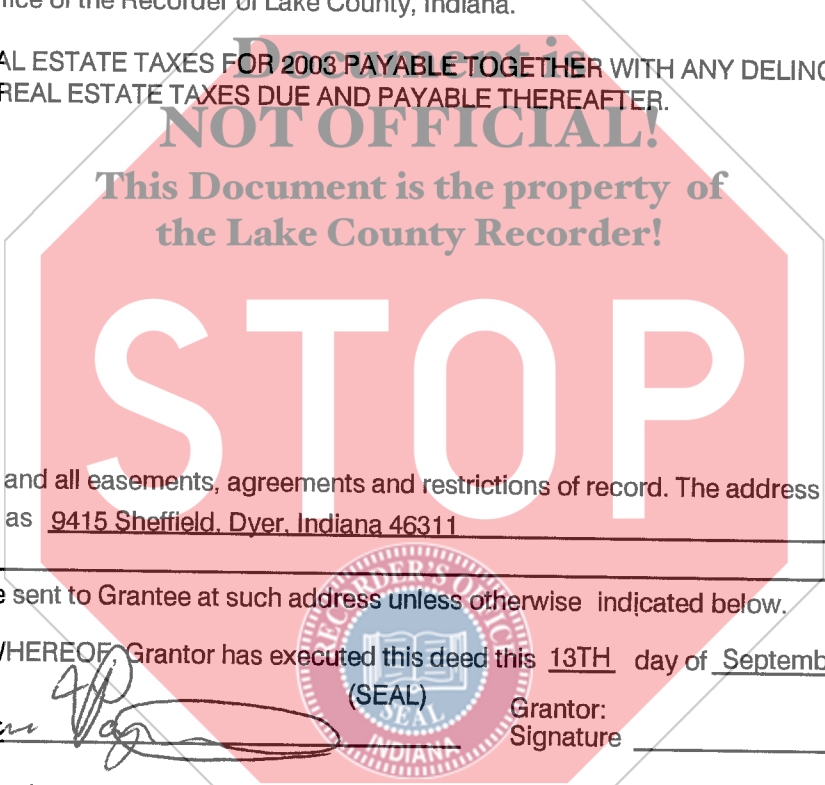 fice of the Recorder of Lake County, Indiana.
Document is
AL ESTATE TAXES FOR 2003 PAYABLE TOGETHER WITH ANY DELINQ
REAL ESTATE TAXES DUE AND PAYABLE THEREAFTER.
NOT OFFICIAL!
This Document is the property of
the Lake County Recorder!
STOP
and all easements, agreements and restrictions of record. The address
as 9415 Sheffield, Dyer, Indiana 46311
e sent to Grantee at such address unless otherwise indicated below.
RECORDER'S OFFICE
WHEREOF, Grantor has executed this deed this 13TH day of Septemb
(SEAL)
Grantor:
Signature
SEAL
INDIANA